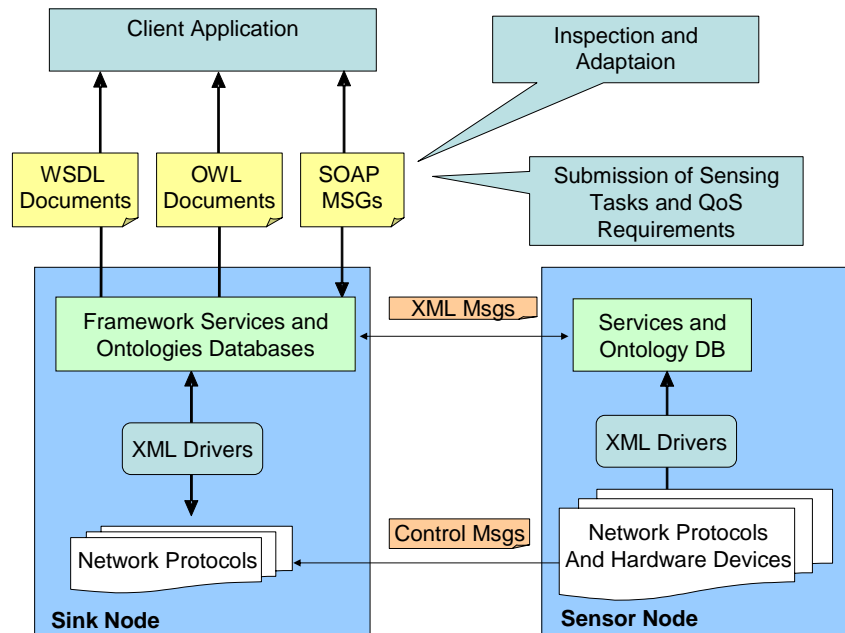 Client Application
Inspection and
Adaptaion
WSDL
Documents
OWL
Documents
SOAP
MSGs
Submission of Sensing
Tasks and QoS
Requirements
Framework Services and
Ontologies Databases
XML Msgs
Services and
Ontology DB
XML Drivers
XML Drivers
Network Protocols
Control Msgs
Network Protocols
And Hardware Devices
Sink Node
Sensor Node